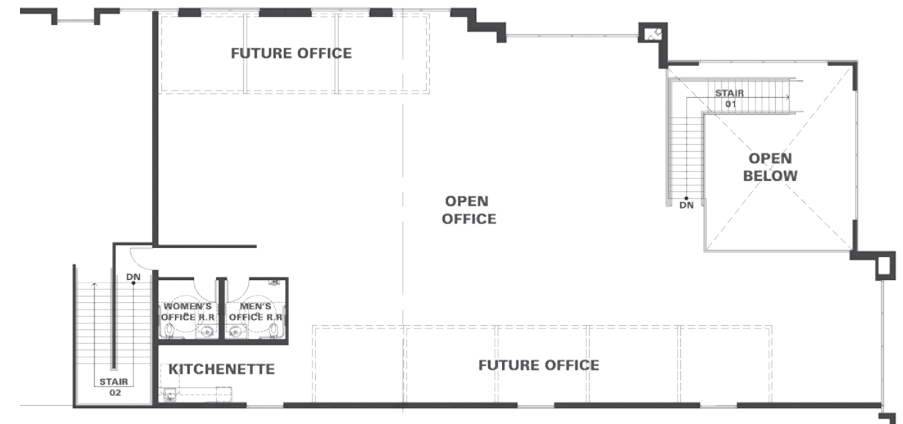 FUTURE OFFICE
STAIR
01
OPEN
BELOW
OPEN
OFFICE
DN
DN
WOMEN'S
OFFICE R.R
MEN'S
OFFICE R.R
KITCHENETTE
FUTURE OFFICE
STAIR
02